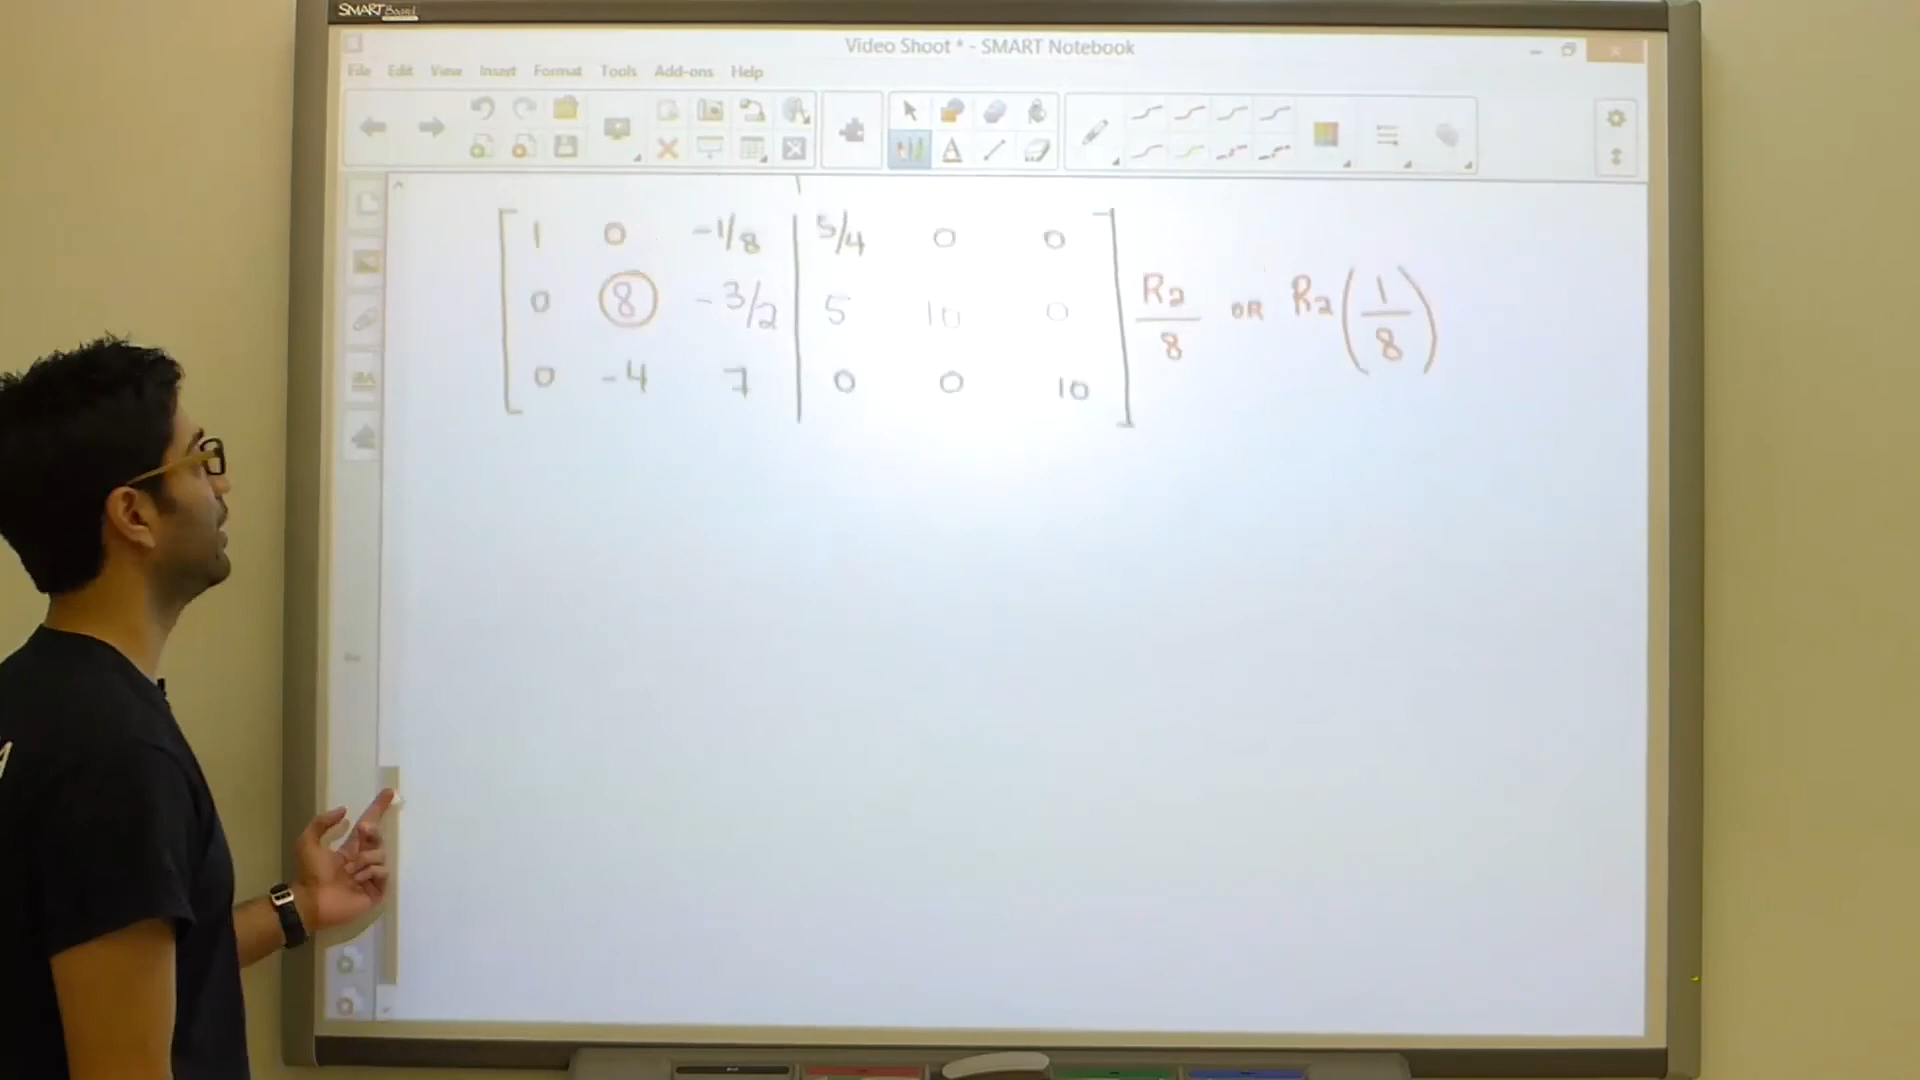 SMART Board
Video Shoot * - SMART Notebook
File Edit View Insert Format Tools Add-ons Help
1 0 -1/8 5/4 0 0
0 8 -3/2 5 10 0 R2/8 OR R2(1/8)
0 -4 7 0 0 10